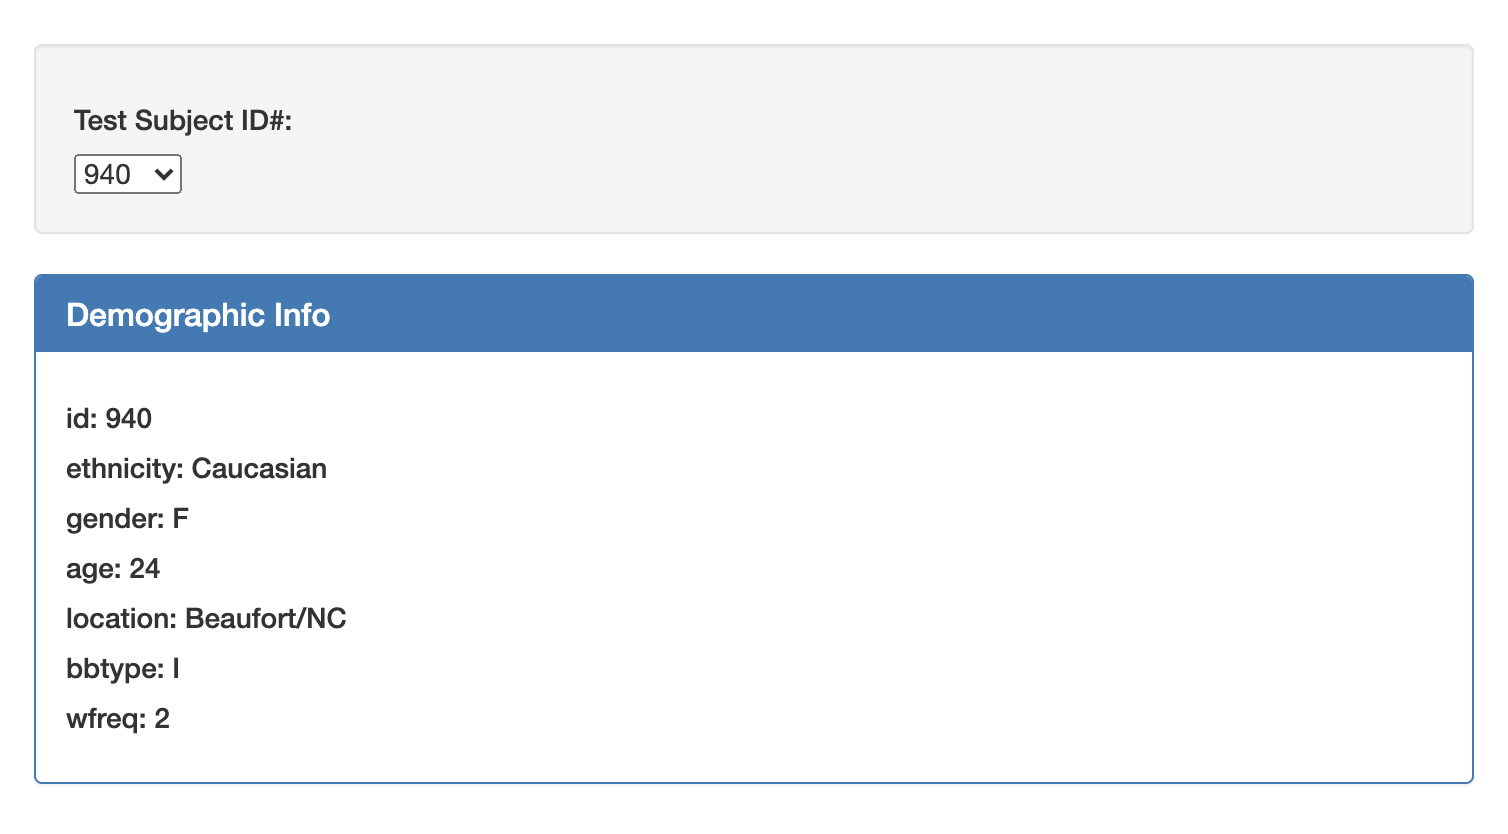 Test Subject ID#:
940
Demographic Info
id: 940
ethnicity: Caucasian
gender: F
age: 24
location: Beaufort/NC
bbtype: I
wfreq: 2